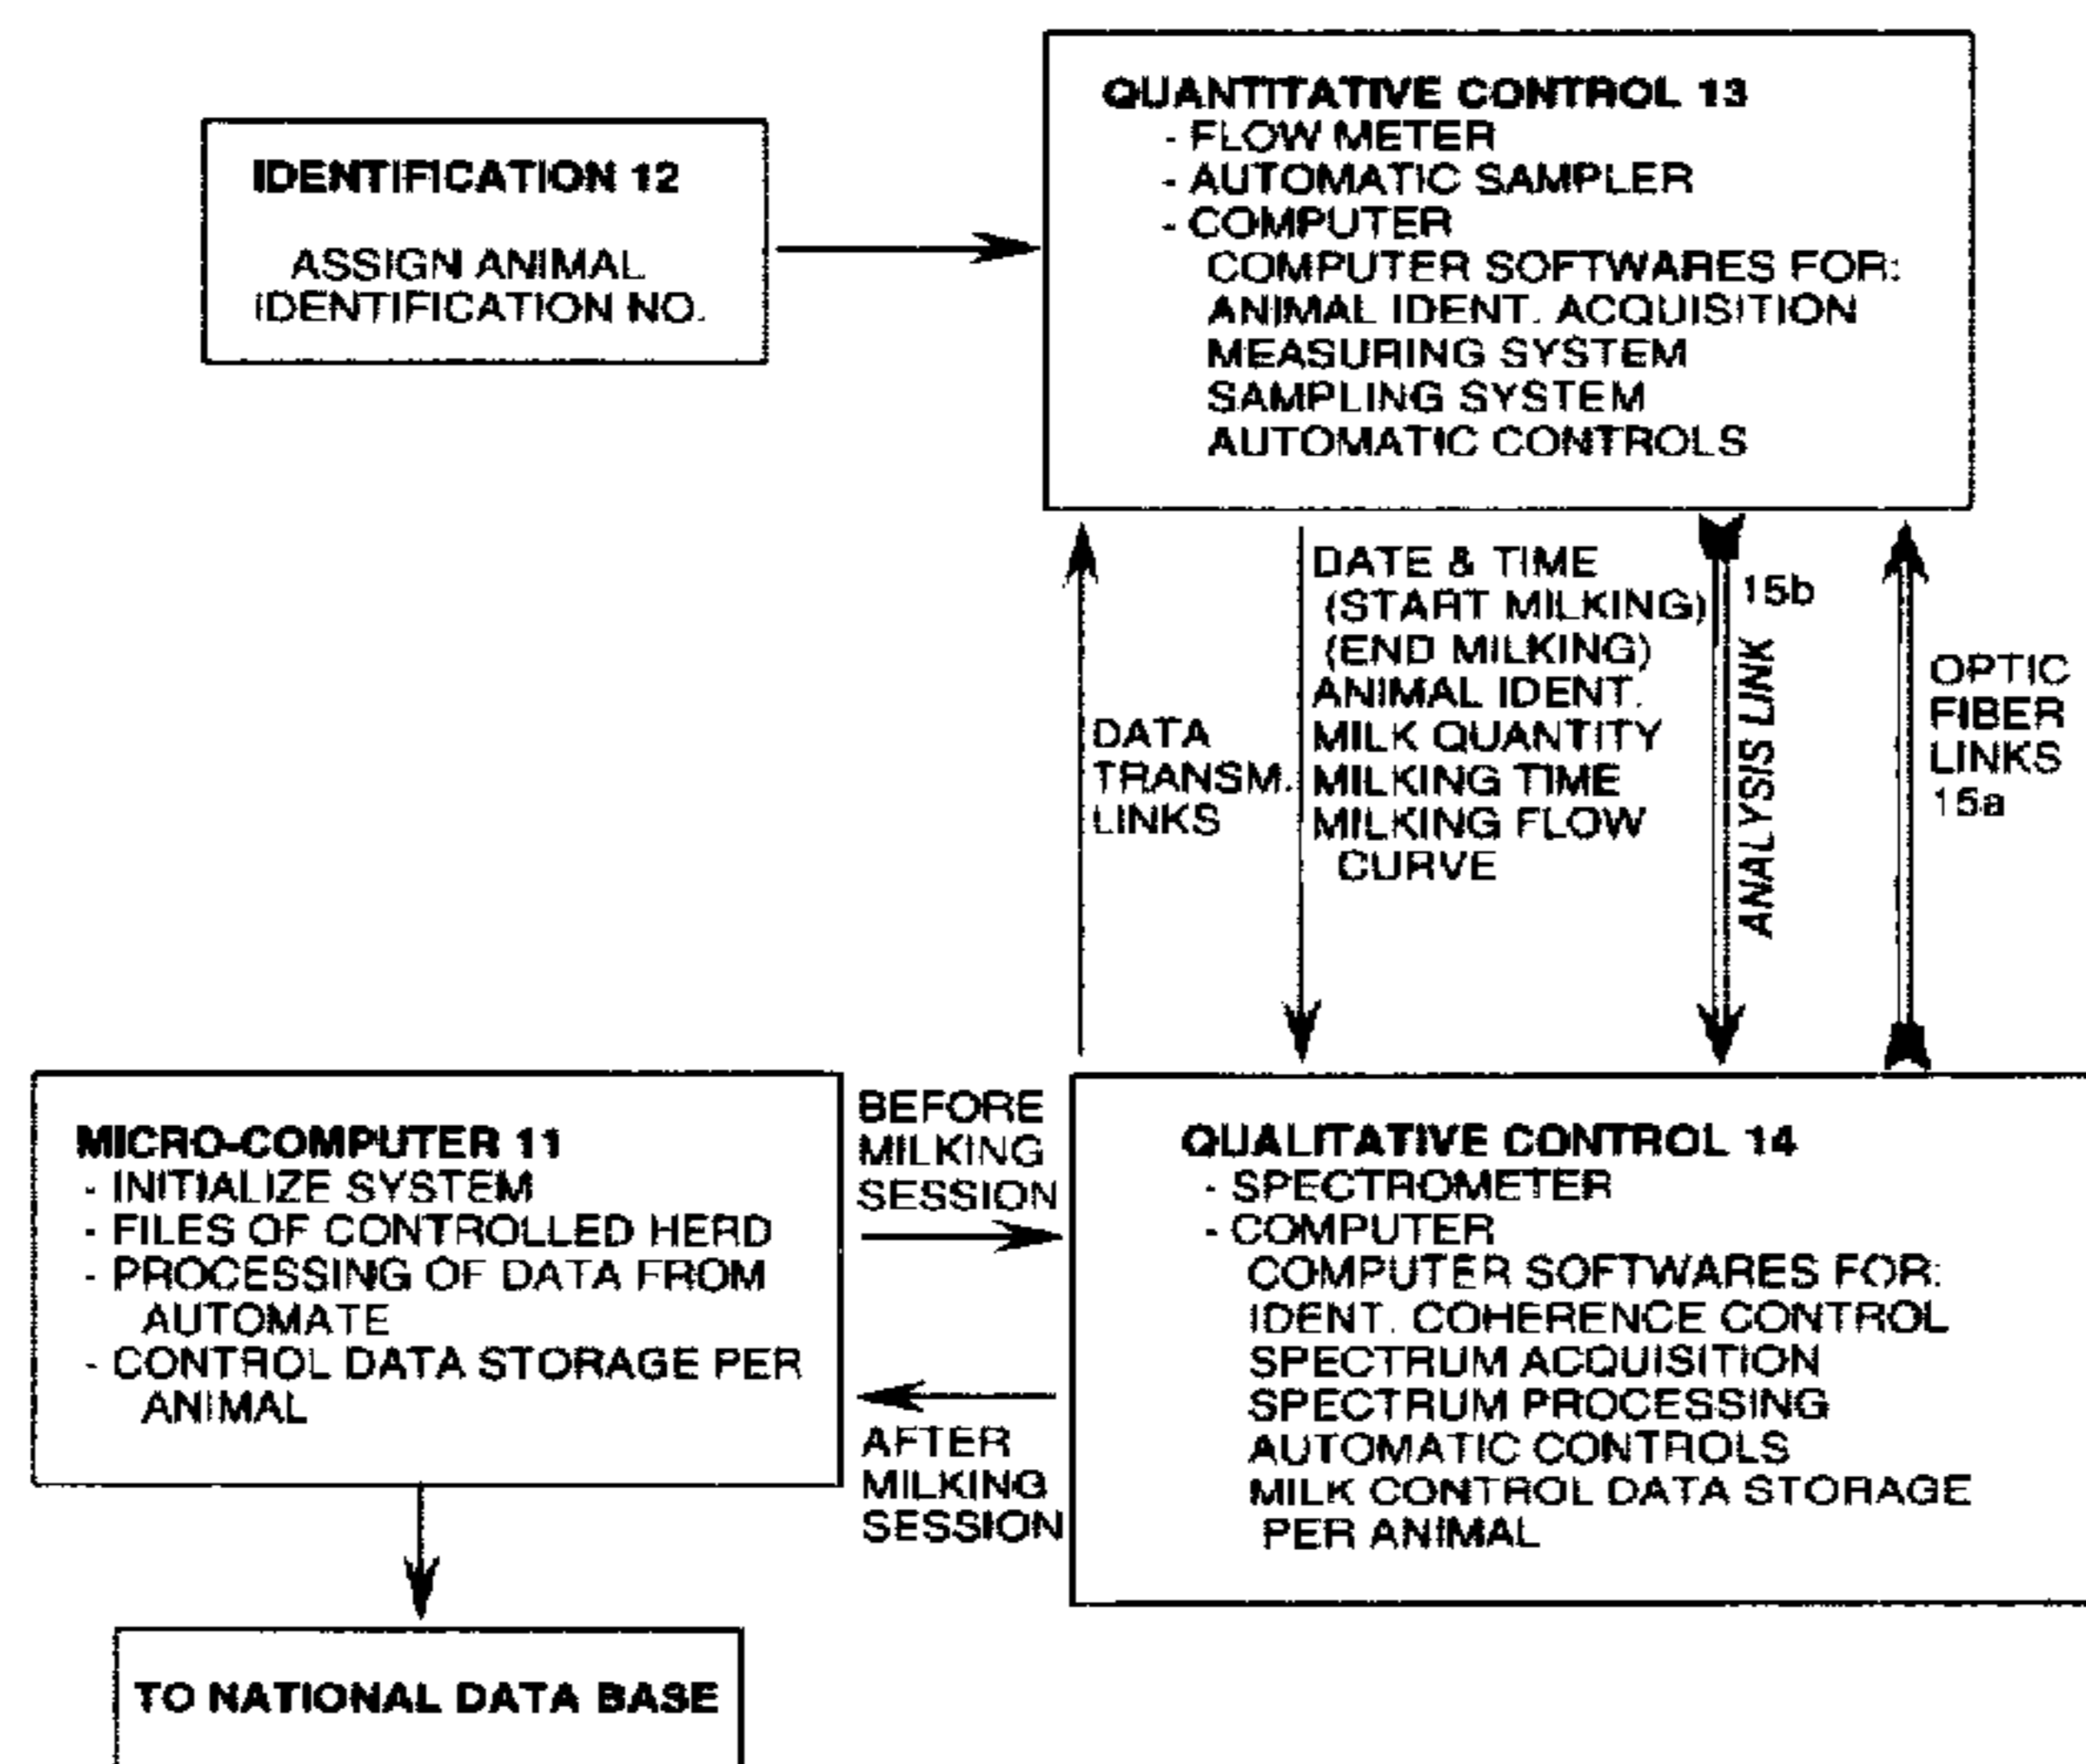 IDENTIFICATION 12
ASSIGN ANIMAL
IDENTIFICATION NO.
QUANTITATIVE CONTROL 13
- FLOW METER
- AUTOMATIC SAMPLER
- COMPUTER
COMPUTER SOFTWARES FOR:
ANIMAL IDENT. ACQUISITION
MEASURING SYSTEM
SAMPLING SYSTEM
AUTOMATIC CONTROLS
DATA
TRANSM.
LINKS
DATE & TIME
(START MILKING)
(END MILKING)
ANIMAL IDENT.
MILK QUANTITY
MILKING TIME
MILKING FLOW
CURVE
15b
ANALYSIS LINK
OPTIC
FIBER
LINKS
15a
MICRO-COMPUTER 11
- INITIALIZE SYSTEM
- FILES OF CONTROLLED HERD
- PROCESSING OF DATA FROM
AUTOMATE
- CONTROL DATA STORAGE PER
ANIMAL
BEFORE
MILKING
SESSION
AFTER
MILKING
SESSION
QUALITATIVE CONTROL 14
- SPECTROMETER
- COMPUTER
COMPUTER SOFTWARES FOR:
IDENT. COHERENCE CONTROL
SPECTRUM ACQUISITION
SPECTRUM PROCESSING
AUTOMATIC CONTROLS
MILK CONTROL DATA STORAGE
PER ANIMAL
TO NATIONAL DATA BASE